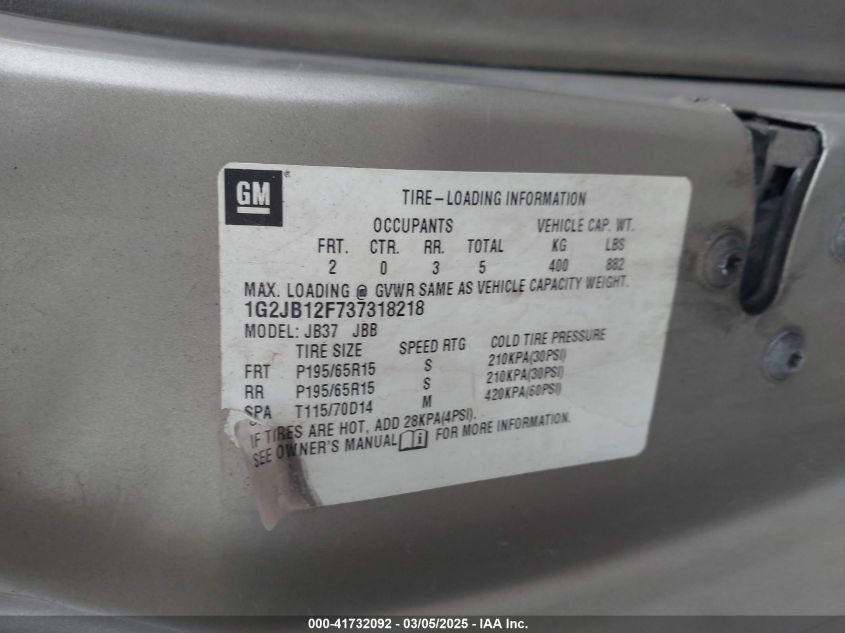 GM ®
TIRE-LOADING INFORMATION
OCCUPANTS VEHICLE CAP. WT.
FRT. CTR. RR. TOTAL KG LBS
2 0 3 5 400 882
MAX. LOADING @ GVWR SAME AS VEHICLE CAPACITY WEIGHT.
1G2JB12F737318218
MODEL: JB37 JBB
TIRE SIZE SPEED RTG COLD TIRE PRESSURE
FRT P195/65R15 S 210KPA(30PSI)
RR P195/65R15 S 210KPA(30PSI)
SPA T115/70D14 M 420KPA(60PSI)
IF TIRES ARE HOT, ADD 28KPA(4PSI).
SEE OWNER'S MANUAL i FOR MORE INFORMATION.
000-41732092 - 03/05/2025 - IAA Inc.